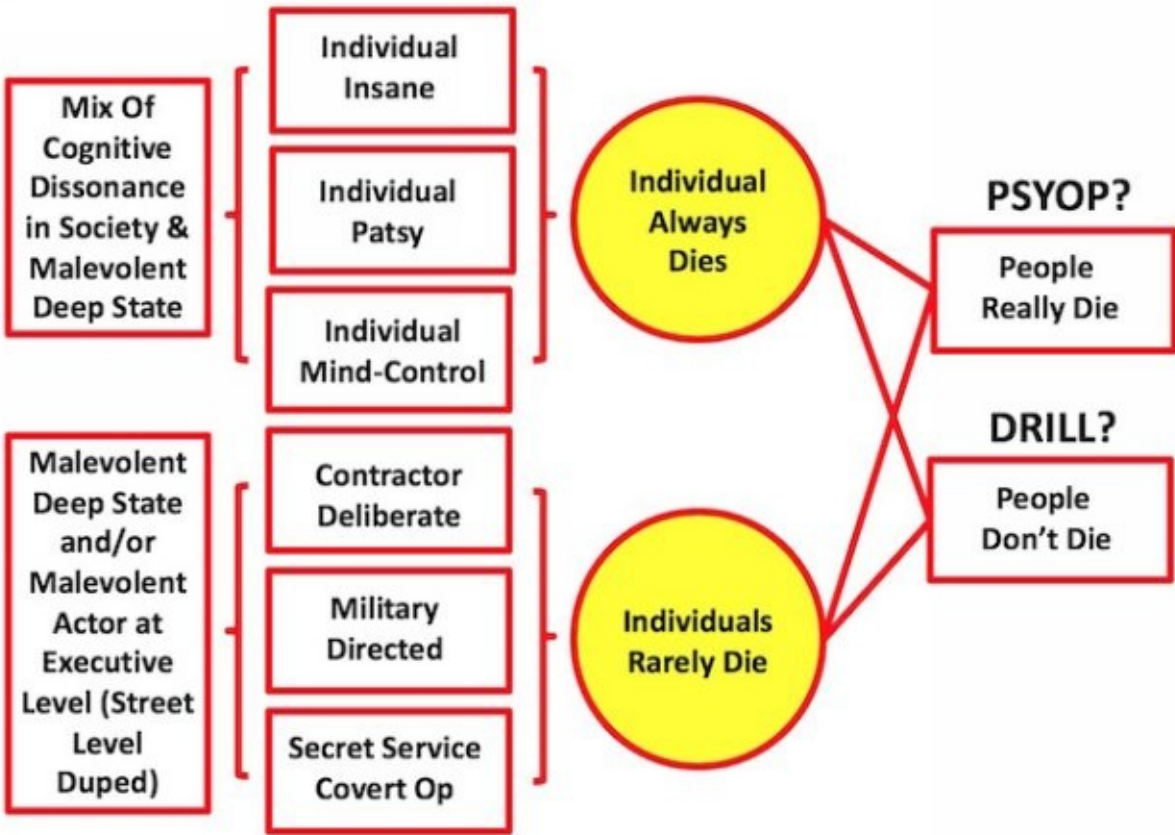 Mix Of
Cognitive
Dissonance
in Society &
Malevolent
Deep State
Individual
Insane
Individual
Patsy
Individual
Mind-Control
Individual
Always
Dies
PSYOP?
People
Really Die
DRILL?
People
Don't Die
Malevolent
Deep State
and/or
Malevolent
Actor at
Executive
Level (Street
Level
Duped)
Contractor
Deliberate
Military
Directed
Secret Service
Covert Op
Individuals
Rarely Die